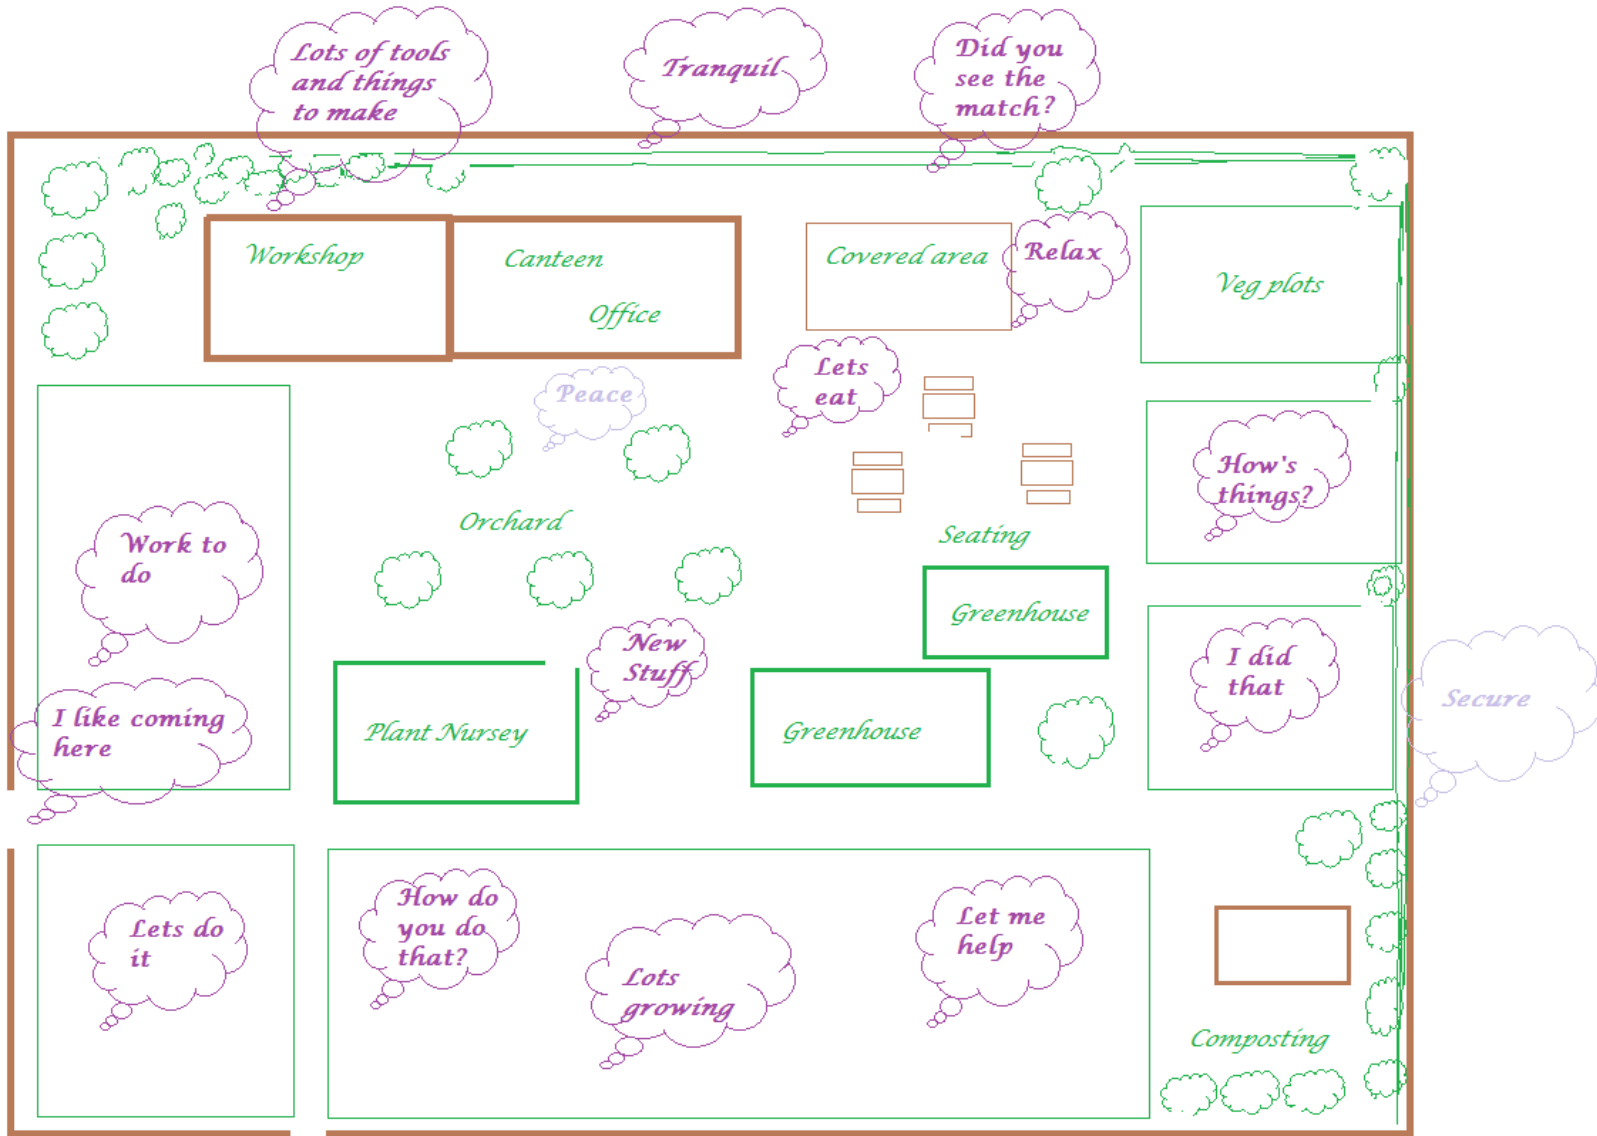 Lots of tools
and things
to make
Tranquil
Did you
see the
match?
Workshop
Canteen
Office
Covered area
Relax
Veg plots
Peace
Lets
eat
How's
things?
Work to
do
Orchard
Seating
Greenhouse
New
Stuff
I did
that
Secure
I like coming
here
Plant Nursey
Greenhouse
Lets do
it
How do
you do
that?
Lots
growing
Let me
help
Composting